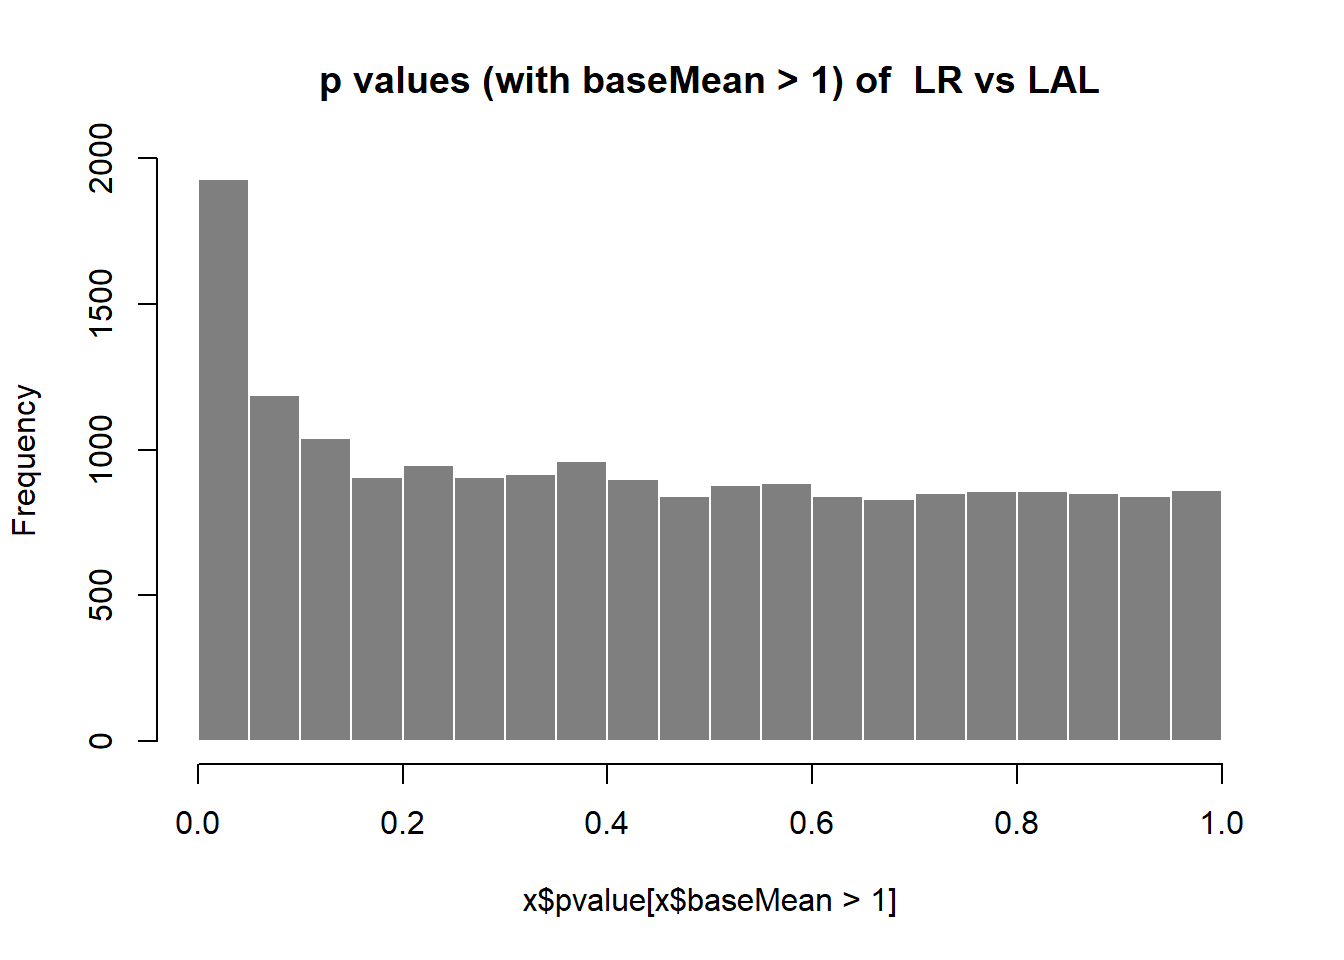 p values (with baseMean > 1) of  LR vs LAL
2000
1500
1000
500
0
Frequency
0.0 0.2 0.4 0.6 0.8 1.0
x$pvalue[x$baseMean > 1]